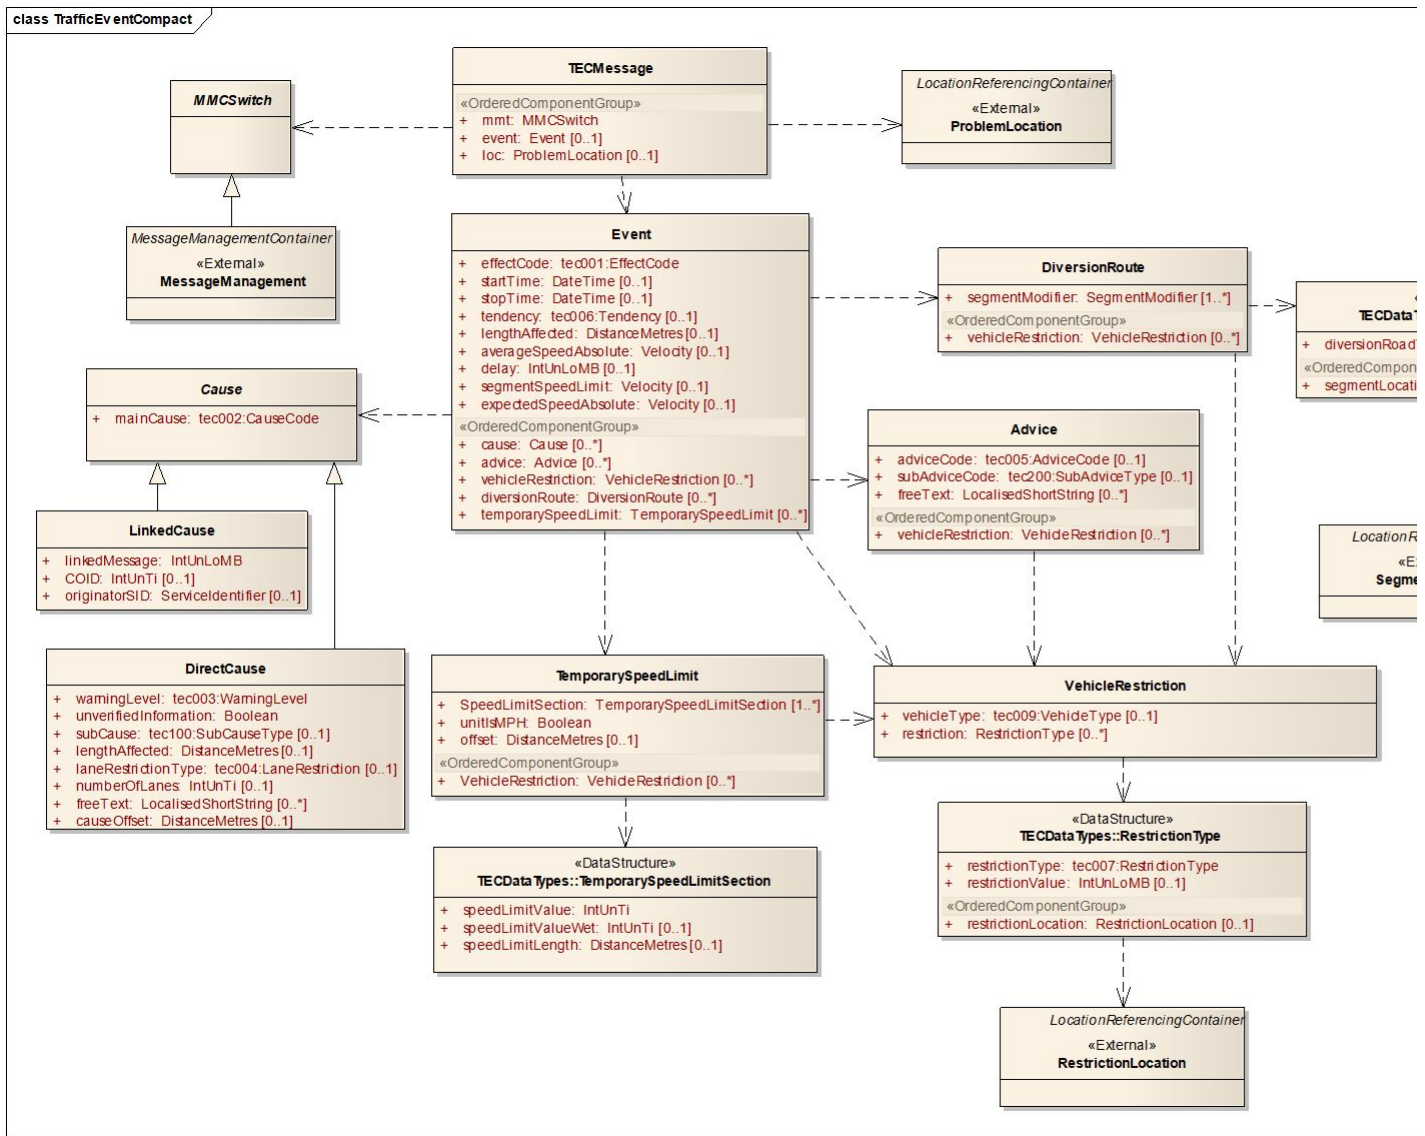 class TrafficEventCompact
TECMessage
«OrderedComponentGroup»
+ mmt: MMCSwitch
+ event: Event [0..1]
+ loc: ProblemLocation [0..1]
MMCSwitch
LocationReferencingContainer
«External»
ProblemLocation
MessageManagementContainer
«External»
MessageManagement
Event
+ effectCode: tec001:EffectCode
+ startTime: DateTime [0..1]
+ stopTime: DateTime [0..1]
+ tendency: tec006:Tendency [0..1]
+ lengthAffected: DistanceMetres [0..1]
+ averageSpeedAbsolute: Velocity [0..1]
+ delay: IntUnLoMB [0..1]
+ segmentSpeedLimit: Velocity [0..1]
+ expectedSpeedAbsolute: Velocity [0..1]
«OrderedComponentGroup»
+ cause: Cause [0..*]
+ advice: Advice [0..*]
+ vehicleRestriction: VehicleRestriction [0..*]
+ diversionRoute: DiversionRoute [0..*]
+ temporarySpeedLimit: TemporarySpeedLimit [0..*]
DiversionRoute
+ segmentModifier: SegmentModifier [1..*]
«OrderedComponentGroup»
+ vehicleRestriction: VehicleRestriction [0..*]
+
«OrderedCompon
+
Cause
+ mainCause: tec002:CauseCode
Advice
+ adviceCode: tec005:AdviceCode [0..1]
+ subAdviceCode: tec200:SubAdviceType [0..1]
+ freeText: LocalisedShortString [0..*]
«OrderedComponentGroup»
+ vehicleRestriction: VehicleRestriction [0..*]
LinkedCause
+ linkedMessage: IntUnLoMB
+ COID: IntUnTi [0..1]
+ originatorSID: ServiceIdentifier [0..1]
DirectCause
+ warningLevel: tec003:WarningLevel
+ unverifiedInformation: Boolean
+ subCause: tec100:SubCauseType [0..1]
+ lengthAffected: DistanceMetres [0..1]
+ laneRestrictionType: tec004:LaneRestriction [0..1]
+ numberOfLanes: IntUnTi [0..1]
+ freeText: LocalisedShortString [0..*]
+ causeOffset: DistanceMetres [0..1]
TemporarySpeedLimit
+ SpeedLimitSection: TemporarySpeedLimitSection [1..*]
+ unitIsMPH: Boolean
+ offset: DistanceMetres [0..1]
«OrderedComponentGroup»
+ VehicleRestriction: VehicleRestriction [0..*]
VehicleRestriction
+ vehicleType: tec009:VehicleType [0..1]
+ restriction: RestrictionType [0..*]
«DataStructure»
TECDataTypes::TemporarySpeedLimitSection
+ speedLimitValue: IntUnTi
+ speedLimitValueWet: IntUnTi [0..1]
+ speedLimitLength: DistanceMetres [0..1]
«DataStructure»
TECDataTypes::RestrictionType
+ restrictionType: tec007:RestrictionType
+ restrictionValue: IntUnLoMB [0..1]
«OrderedComponentGroup»
+ restrictionLocation: RestrictionLocation [0..1]
LocationReferencingContainer
«External»
RestrictionLocation